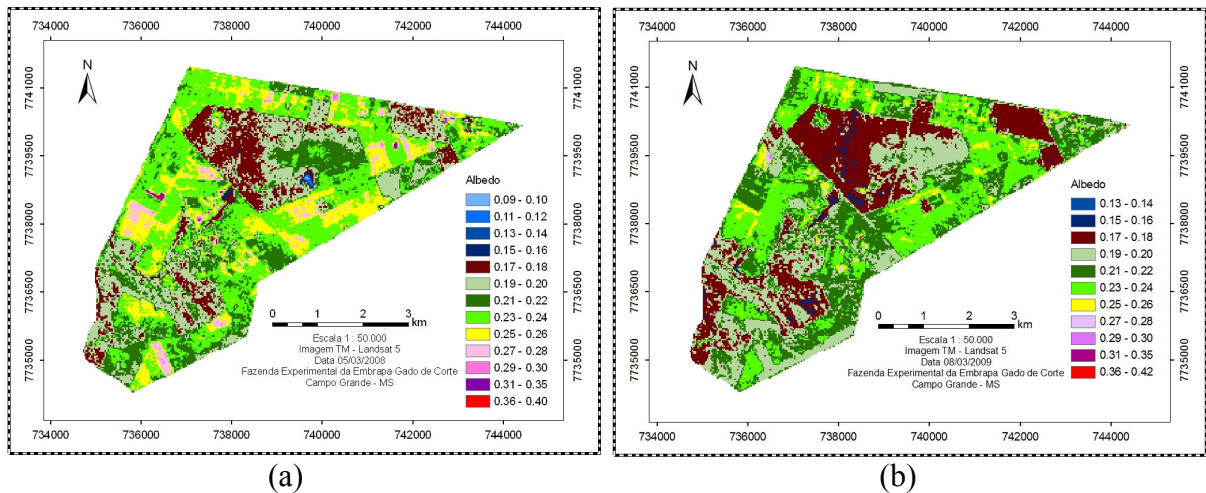 734000 736000 738000 740000 742000 744000
N
7741000 7739500 7738000 7736500 7735000
Albedo
0.09 - 0.10
0.11 - 0.12
0.13 - 0.14
0.15 - 0.16
0.17 - 0.18
0.19 - 0.20
0.21 - 0.22
0.23 - 0.24
0.25 - 0.26
0.27 - 0.28
0.29 - 0.30
0.31 - 0.35
0.36 - 0.40
0 1 2 3
km
Escala 1 : 50.000
Imagem TM - Landsat 5
Data 05/03/2008
Fazenda Experimental da Embrapa Gado de Corte
Campo Grande - MS
734000 736000 738000 740000 742000 744000
(a)
734000 736000 738000 740000 742000 744000
N
7741000 7739500 7738000 7736500 7735000
Albedo
0.13 - 0.14
0.15 - 0.16
0.17 - 0.18
0.19 - 0.20
0.21 - 0.22
0.23 - 0.24
0.25 - 0.26
0.27 - 0.28
0.29 - 0.30
0.31 - 0.35
0.36 - 0.42
0 1 2 3
km
Escala 1 : 50.000
Imagem TM - Landsat 5
Data 08/03/2009
Fazenda Experimental da Embrapa Gado de Corte
Campo Grande - MS
734000 736000 738000 740000 742000 744000
(b)